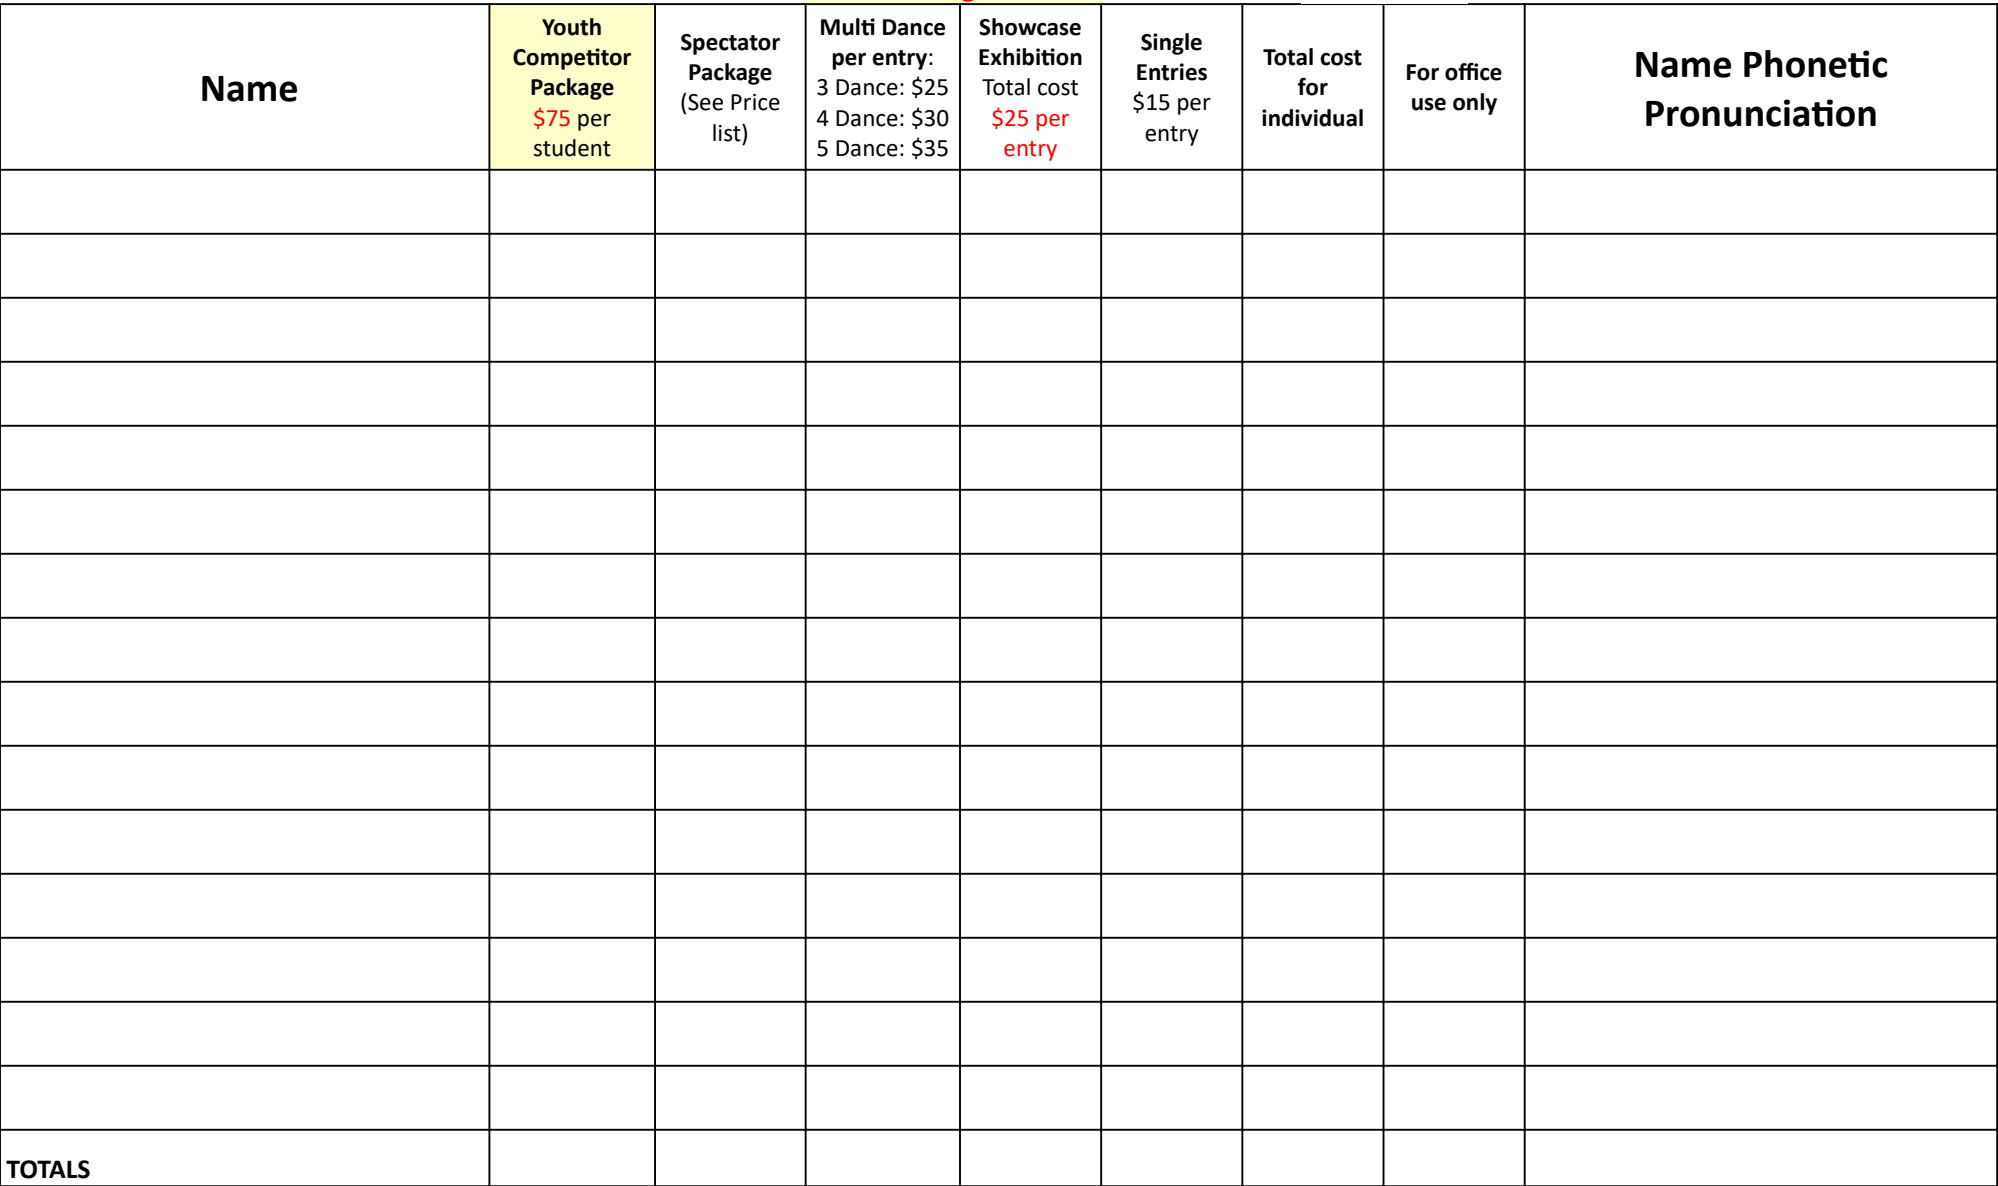 Name
Youth
Competitor
Package
$75 per
student
Spectator
Package
(See Price
list)
Multi Dance
per entry:
3 Dance: $25
4 Dance: $30
5 Dance: $35
Showcase
Exhibition
Total cost
$25 per
entry
Single
Entries
$15 per
entry
Total cost
for
individual
For office
use only
Name Phonetic
Pronunciation
TOTALS